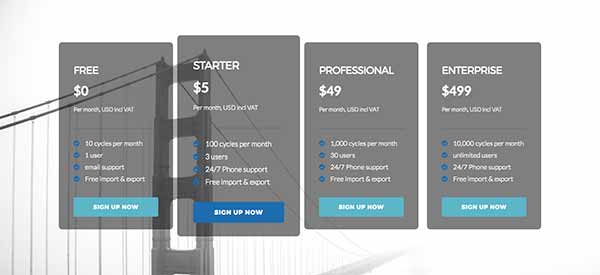 FREE
$0
Per month, USD incl VAT
10 cycles per month
1 user
email support
Free import & export
SIGN UP NOW
STARTER
$5
Per month, USD incl VAT
100 cycles per month
3 users
24/7 Phone support
Free import & export
SIGN UP NOW
PROFESSIONAL
$49
Per month, USD incl VAT
1,000 cycles per month
30 users
24/7 Phone support
Free import & export
SIGN UP NOW
ENTERPRISE
$499
Per month, USD incl VAT
10,000 cycles per month
unlimited users
24/7 Phone support
Free import & export
SIGN UP NOW